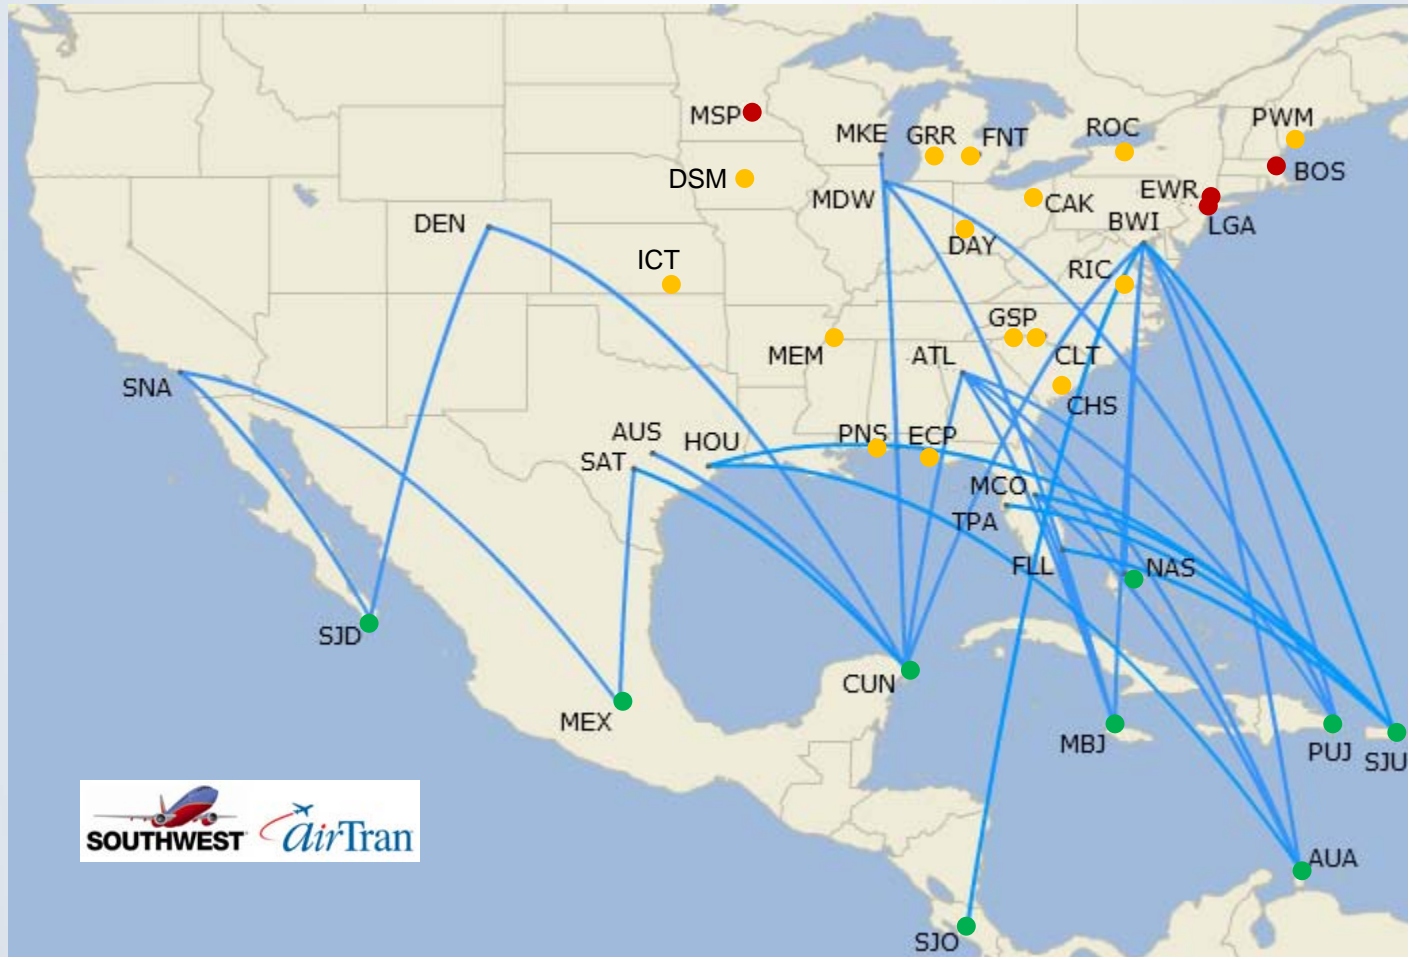 MSP
PWM
ROC
MKE
GRR
FNT
BOS
DSM
EWR
MDW
CAK
LGA
DEN
BWI
DAY
ICT
RIC
GSP
MEM
ATL
CLT
SNA
CHS
AUS
HOU
PNS
ECP
SAT
MCO
TPA
FLL
NAS
SJD
CUN
MEX
MBJ
PUJ
SJU
SOUTHWEST
airTran
AUA
SJO